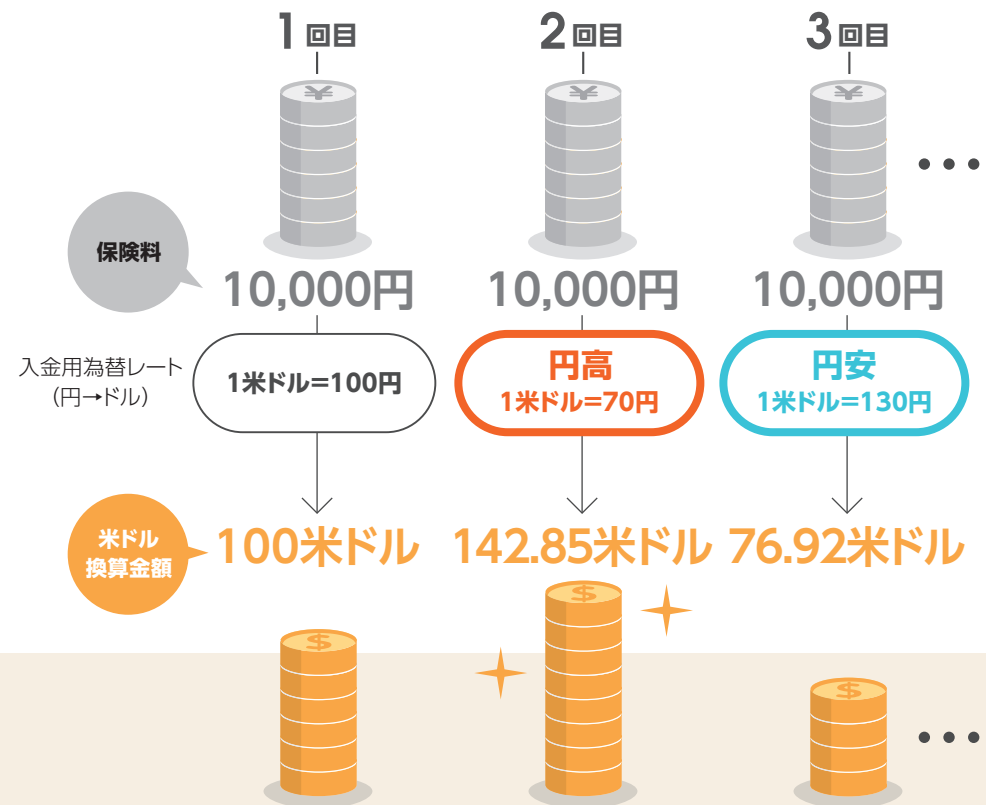 1回目
2回目
3回目
¥
¥
¥
保険料
10,000円
10,000円
10,000円
入金用為替レート
(円→ドル)
1米ドル=100円
円高
1米ドル=70円
円安
1米ドル=130円
米ドル
換算金額
100米ドル
142.85米ドル
76.92米ドル
$
$
$